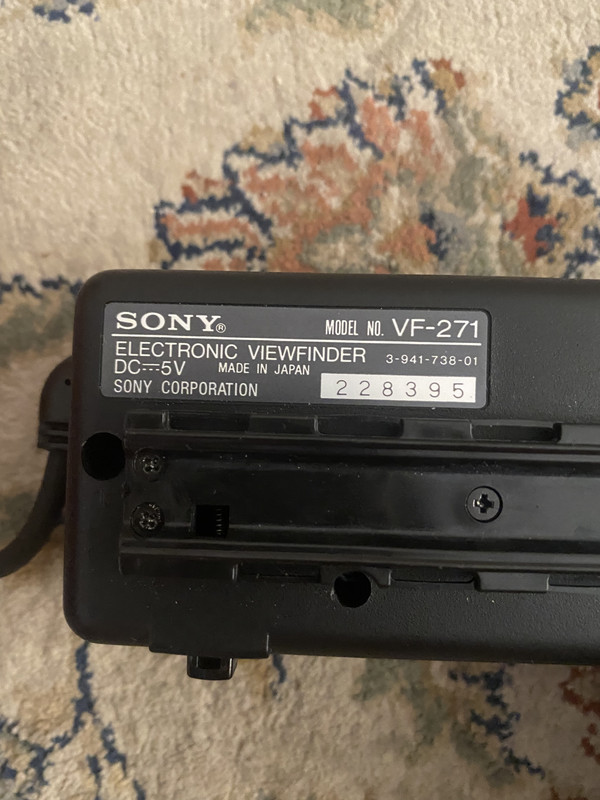 SONY® MODEL NO. VF-271
ELECTRONIC VIEWFINDER 3-941-738-01
DC⎓5V MADE IN JAPAN
SONY CORPORATION 228395